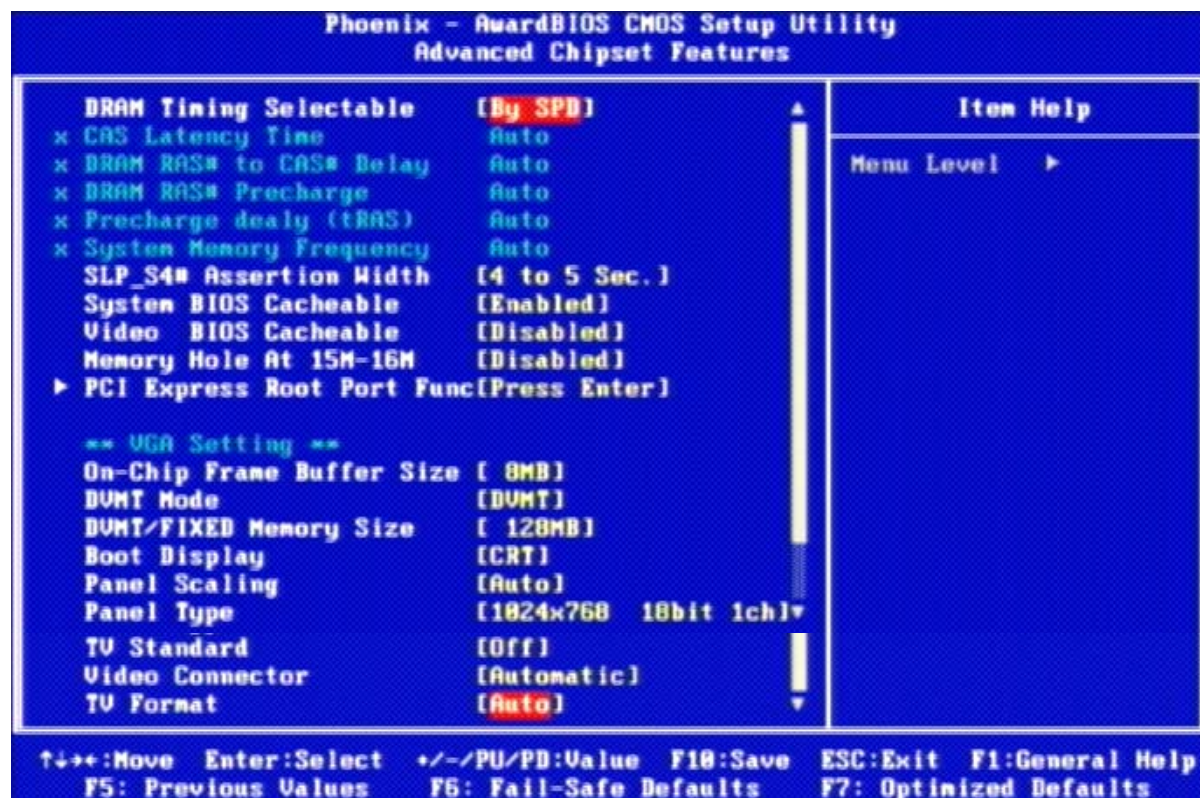 Phoenix - AwardBIOS CMOS Setup Utility
Advanced Chipset Features
DRAM Timing Selectable [By SPD]
x CAS Latency Time Auto
x DRAM RAS# to CAS# Delay Auto
x DRAM RAS# Precharge Auto
x Precharge dealy (tRAS) Auto
x System Memory Frequency Auto
SLP_S4# Assertion Width [4 to 5 Sec.]
System BIOS Cacheable [Enabled]
Video BIOS Cacheable [Disabled]
Memory Hole At 15M-16M [Disabled]
► PCI Express Root Port Func[Press Enter]
** VGA Setting **
On-Chip Frame Buffer Size [ 8MB]
DVMT Mode [DVMT]
DVMT/FIXED Memory Size [ 128MB]
Boot Display [CRT]
Panel Scaling [Auto]
Panel Type [1024x768 18bit 1ch]
TV Standard [Off]
Video Connector [Automatic]
TV Format [Auto]
Item Help
Menu Level ►
↑↓→←:Move Enter:Select +/-/PU/PD:Value F10:Save ESC:Exit F1:General Help
F5: Previous Values F6: Fail-Safe Defaults F7: Optimized Defaults